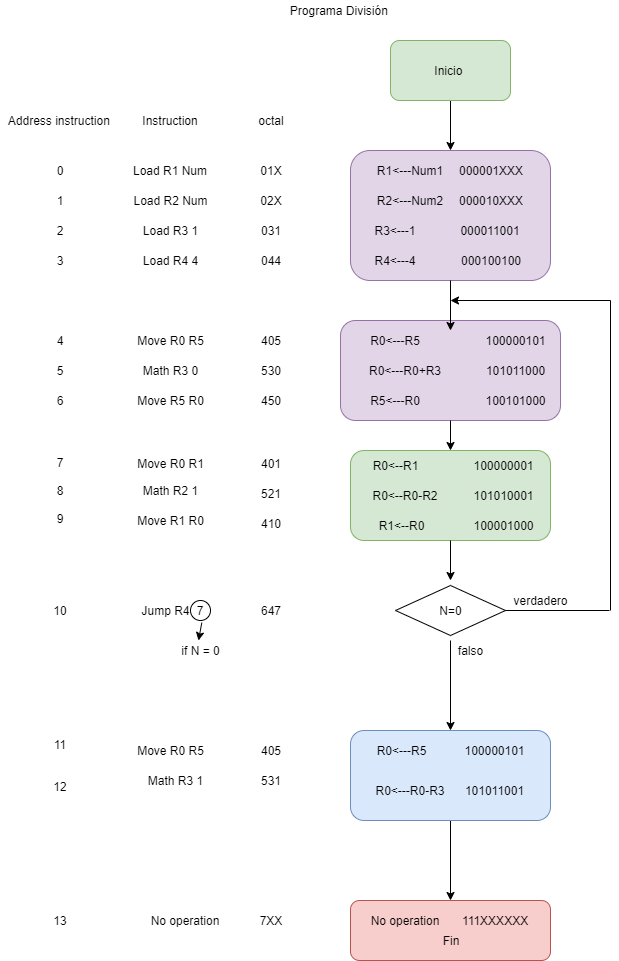 Programa División
Inicio
Address instruction Instruction octal
0 Load R1 Num 01X R1<---Num1 000001XXX
1 Load R2 Num 02X R2<---Num2 000010XXX
2 Load R3 1 031 R3<---1 000011001
3 Load R4 4 044 R4<---4 000100100
4 Move R0 R5 405 R0<---R5 100000101
5 Math R3 0 530 R0<---R0+R3 101011000
6 Move R5 R0 450 R5<---R0 100101000
7 Move R0 R1 401 R0<--R1 100000001
8 Math R2 1 521 R0<--R0-R2 101010001
9 Move R1 R0 410 R1<--R0 100001000
10 Jump R4 7 647 N=0 verdadero
if N = 0 falso
11 Move R0 R5 405 R0<---R5 100000101
12 Math R3 1 531 R0<---R0-R3 101011001
13 No operation 7XX No operation 111XXXXXX
Fin